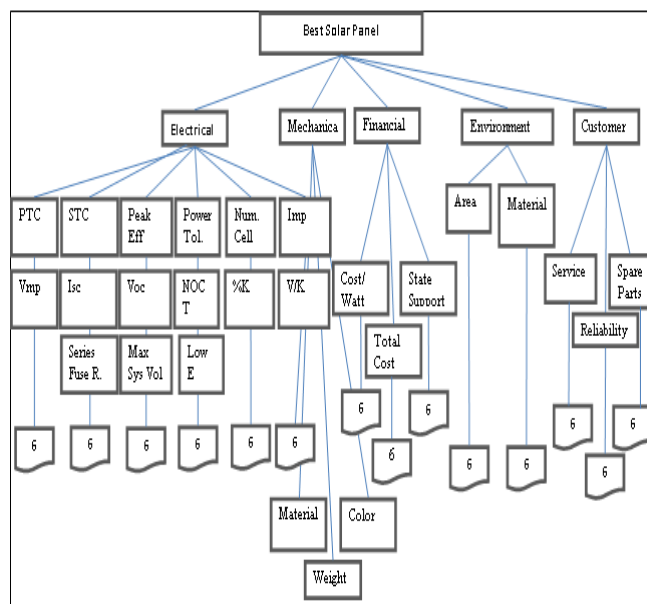 Best Solar Panel
Electrical
Mechanica
Financial
Environment
Customer
PTC
STC
Peak
Eff
Power
Tol.
Num.
Cell
Imp
Area
Material
Vmp
Isc
Voc
NOC
T
%K
V/K
Cost/
Watt
State
Support
Service
Spare
Parts
Total
Cost
Reliability
Series
Fuse R.
Max
Sys Vol
Low
E
6
6
6
6
6
6
6
6
6
6
6
6
6
6
Material
Color
Weight